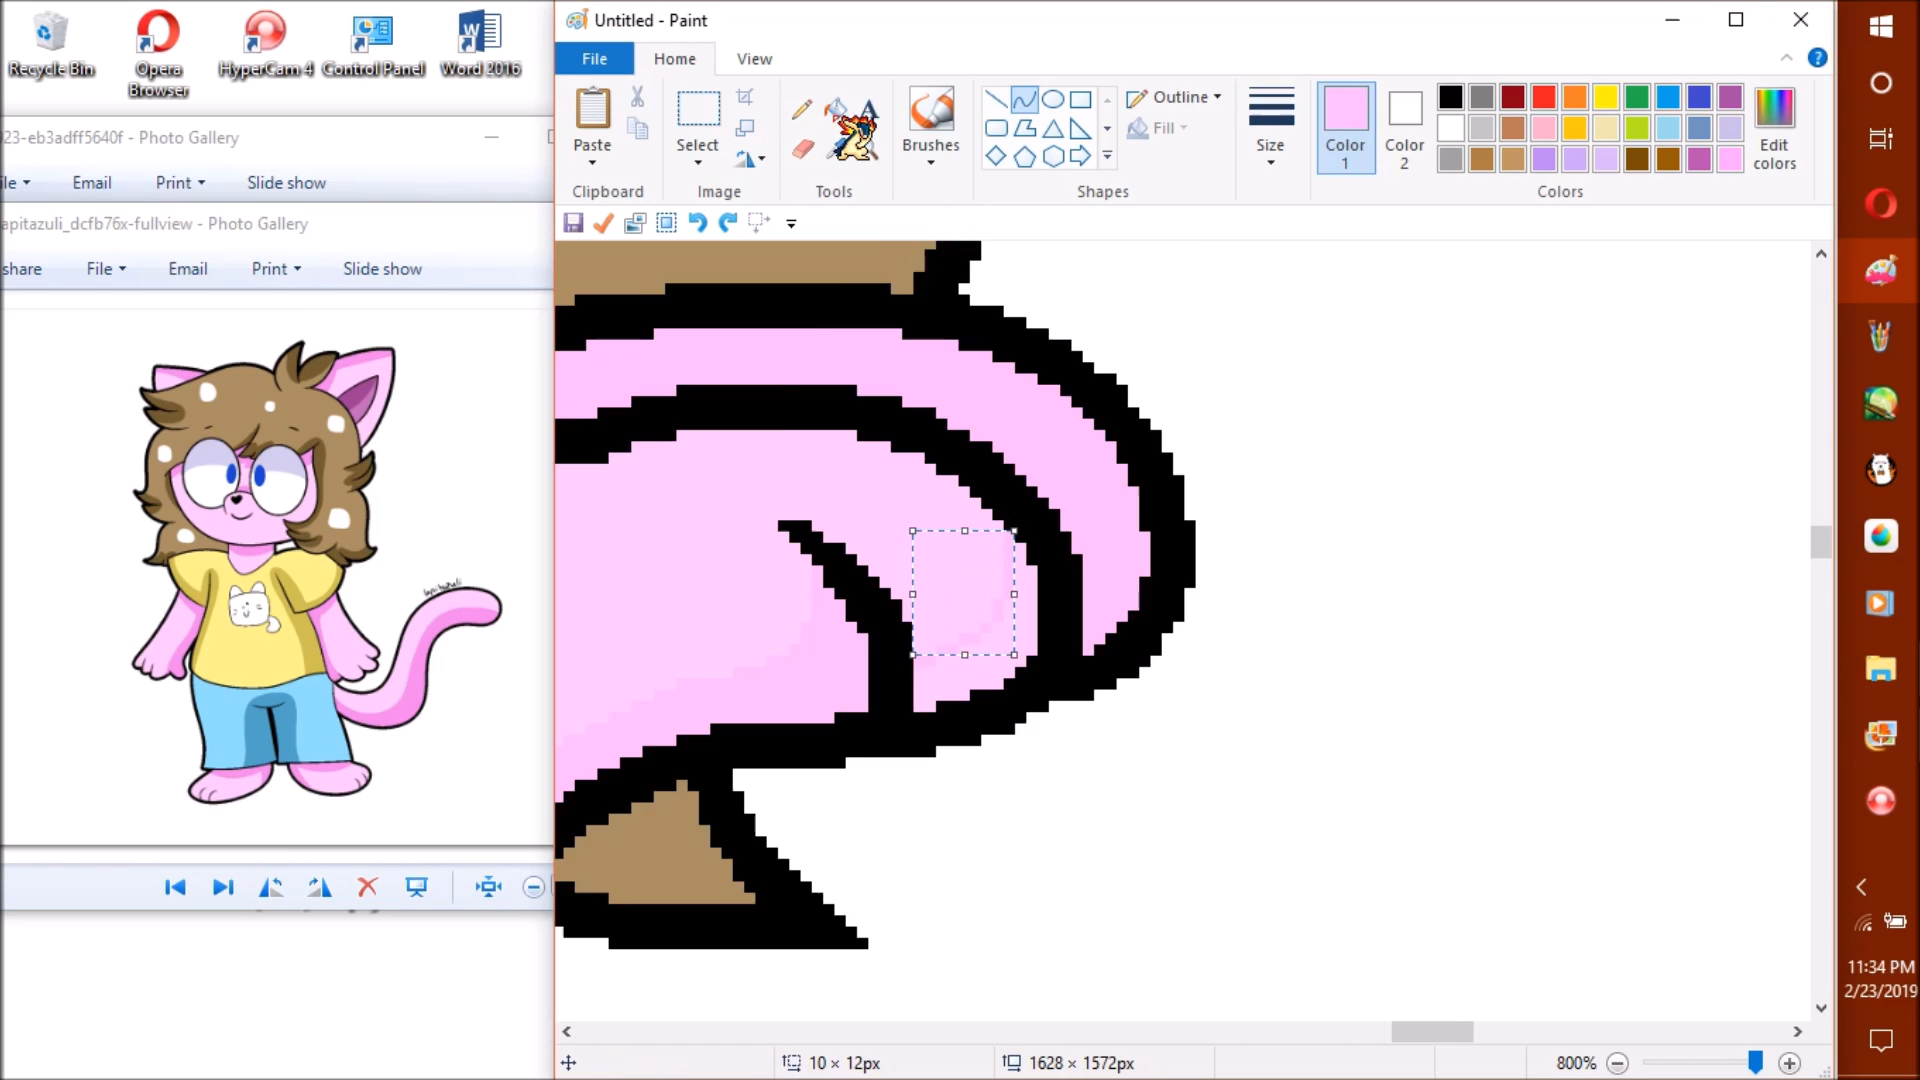 Recycle Bin
Opera Browser
HyperCam 4
Control Panel
Word 2016
923-eb3adff5640f - Photo Gallery
ile
Email
Print
Slide show
apitazuli_dcfb76x-fullview - Photo Gallery
share
File
Email
Print
Slide show
Untitled - Paint
File
Home
View
Paste
Select
Brushes
Outline
Fill
Size
Color 1
Color 2
Edit colors
Clipboard
Image
Tools
Shapes
Colors
10 × 12px
1628 × 1572px
800%
11:34 PM
2/23/2019